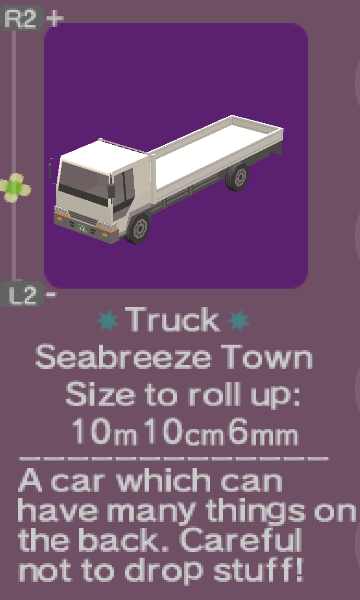 R2 +
L2 -
Truck
Seabreeze Town
Size to roll up:
10m10cm6mm
A car which can
have many things on
the back. Careful
not to drop stuff!